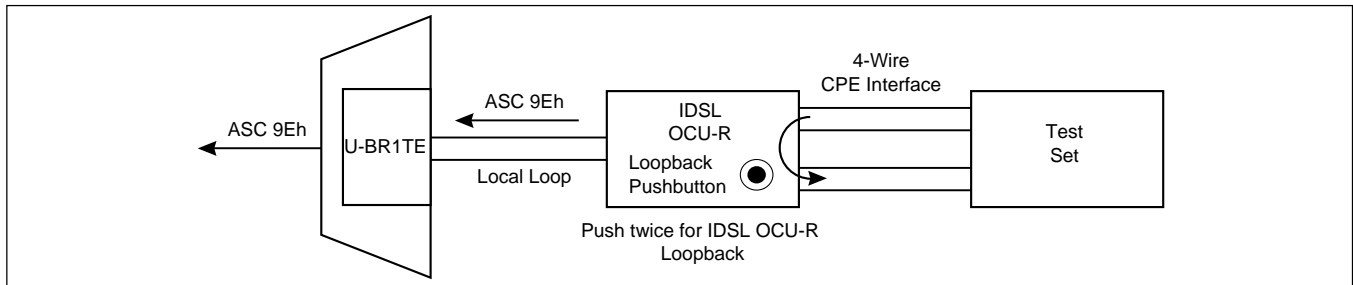 ASC 9Eh
U-BR1TE
ASC 9Eh
Local Loop
IDSL
OCU-R
Loopback
Pushbutton
Push twice for IDSL OCU-R
Loopback
4-Wire
CPE Interface
Test
Set